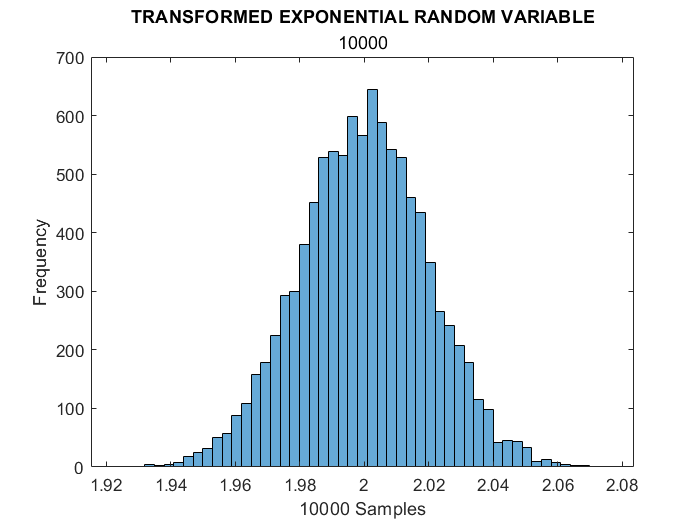 TRANSFORMED EXPONENTIAL RANDOM VARIABLE
10000
700
600
500
400
300
200
100
0
Frequency
1.92 1.94 1.96 1.98 2 2.02 2.04 2.06 2.08
10000 Samples